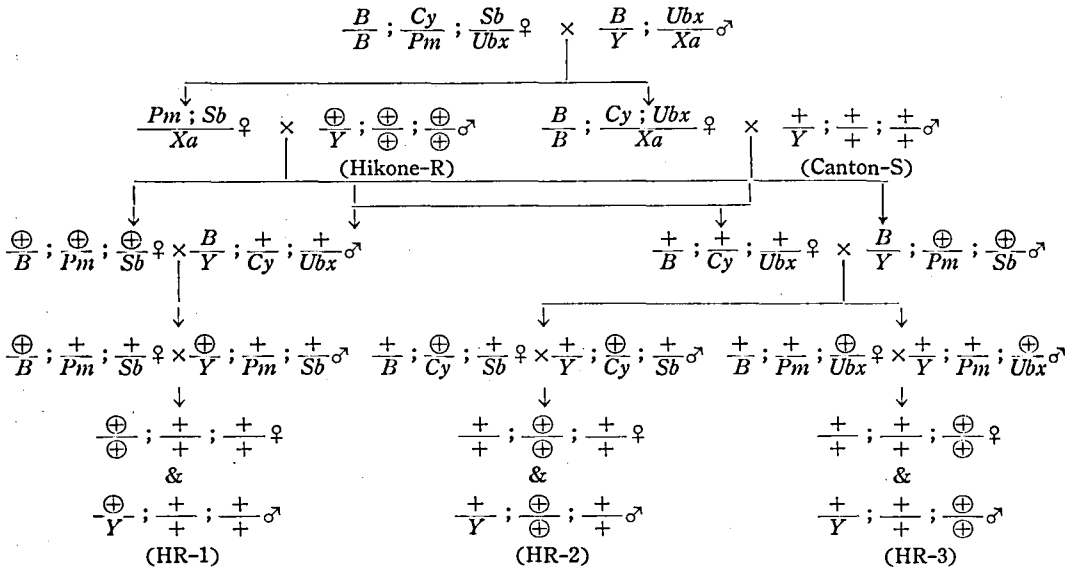 B/B ; Cy/Pm ; Sb/Ubx ♀ × B/Y ; Ubx/Xa ♂
Pm ; Sb/Xa ♀ × ⊕/Y ; ⊕/⊕ ; ⊕/⊕ ♂ B/B ; Cy ; Ubx/Xa ♀ × +/Y ; +/+ ; +/+ ♂
(Hikone-R) (Canton-S)
⊕/B ; ⊕/Pm ; ⊕/Sb ♀ × B/Y ; +/Cy ; +/Ubx ♂ +/B ; +/Cy ; +/Ubx ♀ × B/Y ; ⊕/Pm ; ⊕/Sb ♂
⊕/B ; +/Pm ; +/Sb ♀ × ⊕/Y ; +/Pm ; +/Sb ♂ +/B ; ⊕/Cy ; +/Sb ♀ × +/Y ; ⊕/Cy ; +/Sb ♂ +/B ; +/Pm ; ⊕/Ubx ♀ × +/Y ; +/Pm ; ⊕/Ubx ♂
⊕/⊕ ; +/+ ; +/+ ♀ +/+ ; ⊕/⊕ ; +/+ ♀ +/+ ; +/+ ; ⊕/⊕ ♀
& & &
⊕/Y ; +/+ ; +/+ ♂ +/Y ; ⊕/⊕ ; +/+ ♂ +/Y ; +/+ ; ⊕/⊕ ♂
(HR-1) (HR-2) (HR-3)